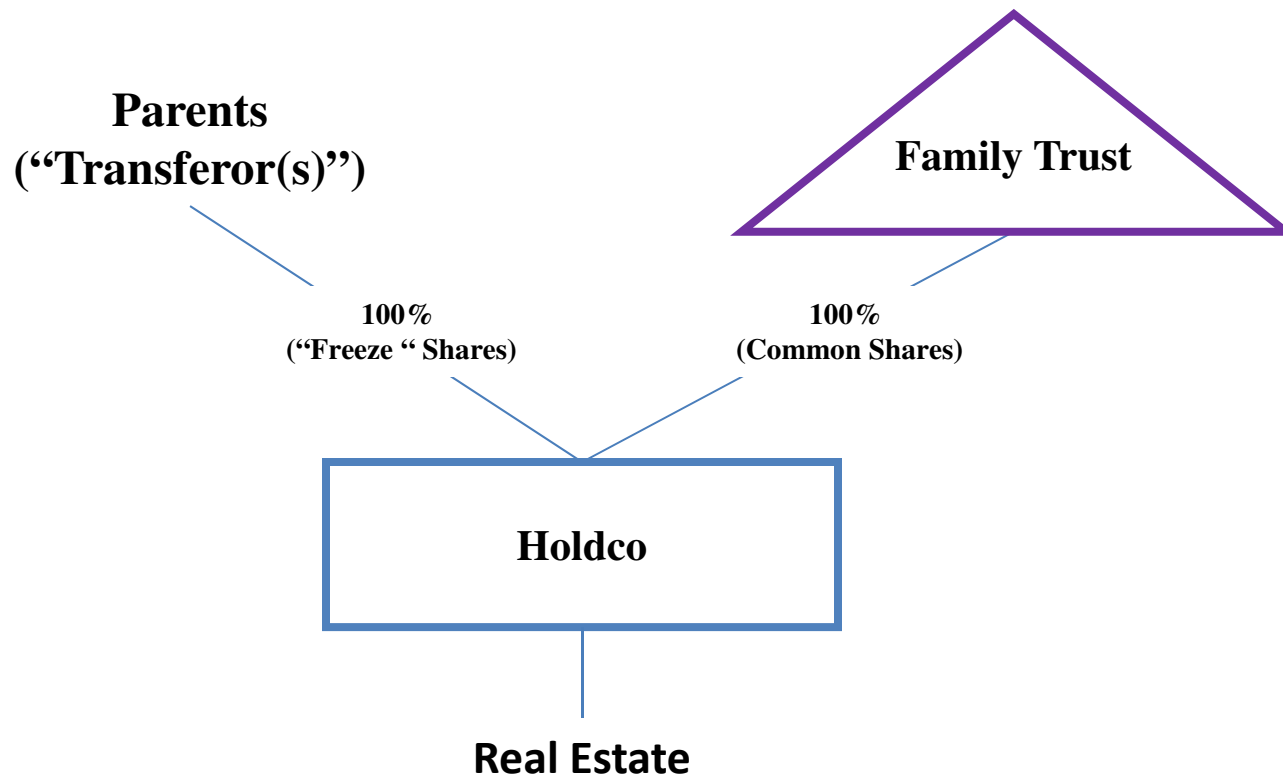 Parents
(“Transferor(s)”)
Family Trust
100%
(“Freeze “ Shares)
100%
(Common Shares)
Holdco
Real Estate